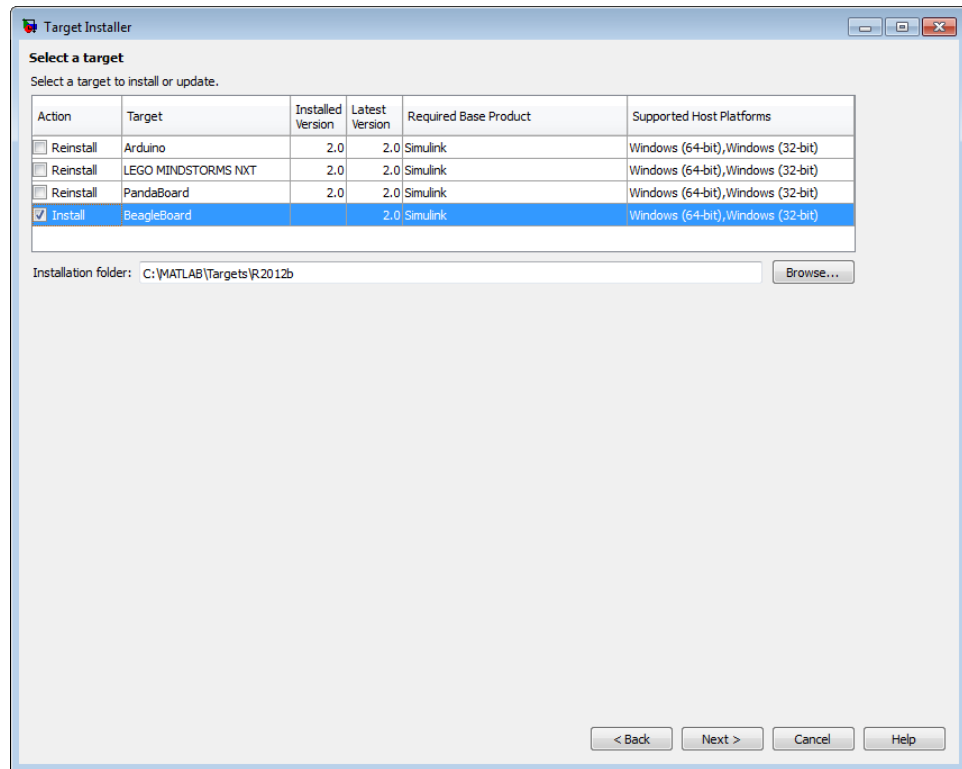 Target Installer
Select a target
Select a target to install or update.
Action Target Installed Version Latest Version Required Base Product Supported Host Platforms
Reinstall Arduino 2.0 2.0 Simulink Windows (64-bit),Windows (32-bit)
Reinstall LEGO MINDSTORMS NXT 2.0 2.0 Simulink Windows (64-bit),Windows (32-bit)
Reinstall PandaBoard 2.0 2.0 Simulink Windows (64-bit),Windows (32-bit)
Install BeagleBoard 2.0 Simulink Windows (64-bit),Windows (32-bit)
Installation folder: C:\MATLAB\Targets\R2012b Browse...
< Back Next > Cancel Help